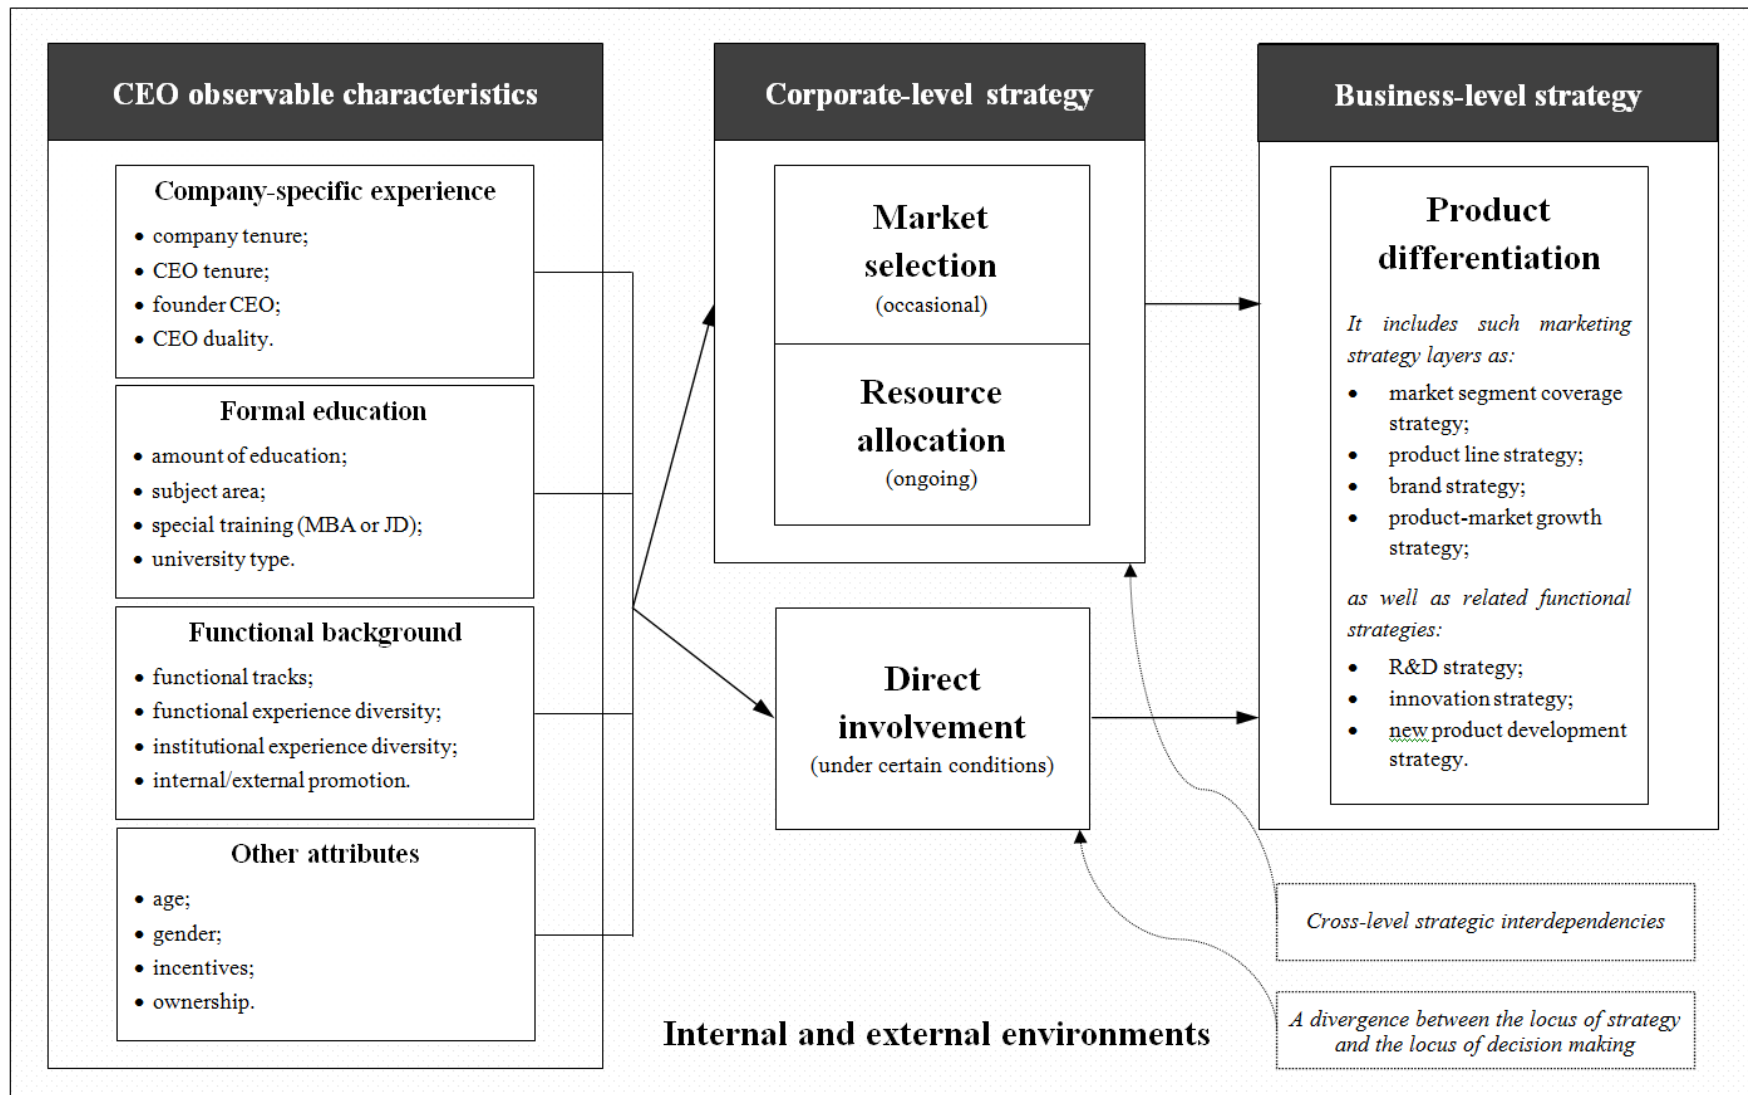 CEO observable characteristics
Company-specific experience
• company tenure;
• CEO tenure;
• founder CEO;
• CEO duality.
Formal education
• amount of education;
• subject area;
• special training (MBA or JD);
• university type.
Functional background
• functional tracks;
• functional experience diversity;
• institutional experience diversity;
• internal/external promotion.
Other attributes
• age;
• gender;
• incentives;
• ownership.
Corporate-level strategy
Market
selection
(occasional)
Resource
allocation
(ongoing)
Direct
involvement
(under certain conditions)
Business-level strategy
Product
differentiation
It includes such marketing
strategy layers as:
• market segment coverage
strategy;
• product line strategy;
• brand strategy;
• product-market growth
strategy;
as well as related functional
strategies:
• R&D strategy;
• innovation strategy;
• new product development
strategy.
Cross-level strategic interdependencies
A divergence between the locus of strategy
and the locus of decision making
Internal and external environments